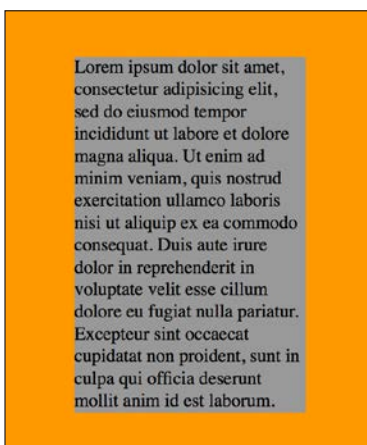 Lorem ipsum dolor sit amet,
consectetur adipisicing elit,
sed do eiusmod tempor
incididunt ut labore et dolore
magna aliqua. Ut enim ad
minim veniam, quis nostrud
exercitation ullamco laboris
nisi ut aliquip ex ea commodo
consequat. Duis aute irure
dolor in reprehenderit in
voluptate velit esse cillum
dolore eu fugiat nulla pariatur.
Excepteur sint occaecat
cupidatat non proident, sunt in
culpa qui officia deserunt
mollit anim id est laborum.